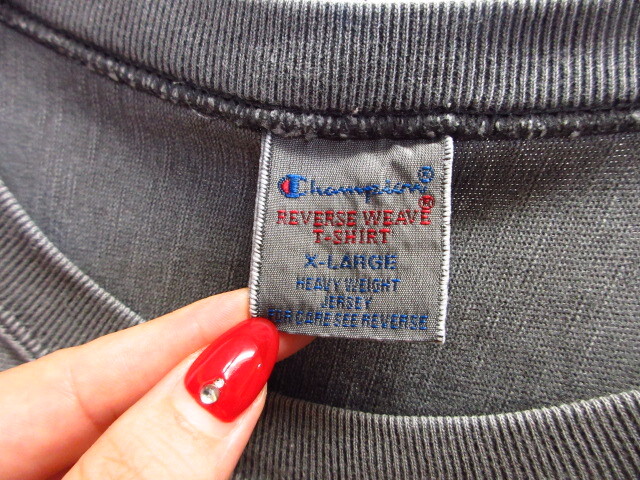 Champion®
REVERSE WEAVE®
T-SHIRT
X-LARGE
HEAVY WEIGHT
JERSEY
FOR CARE SEE REVERSE